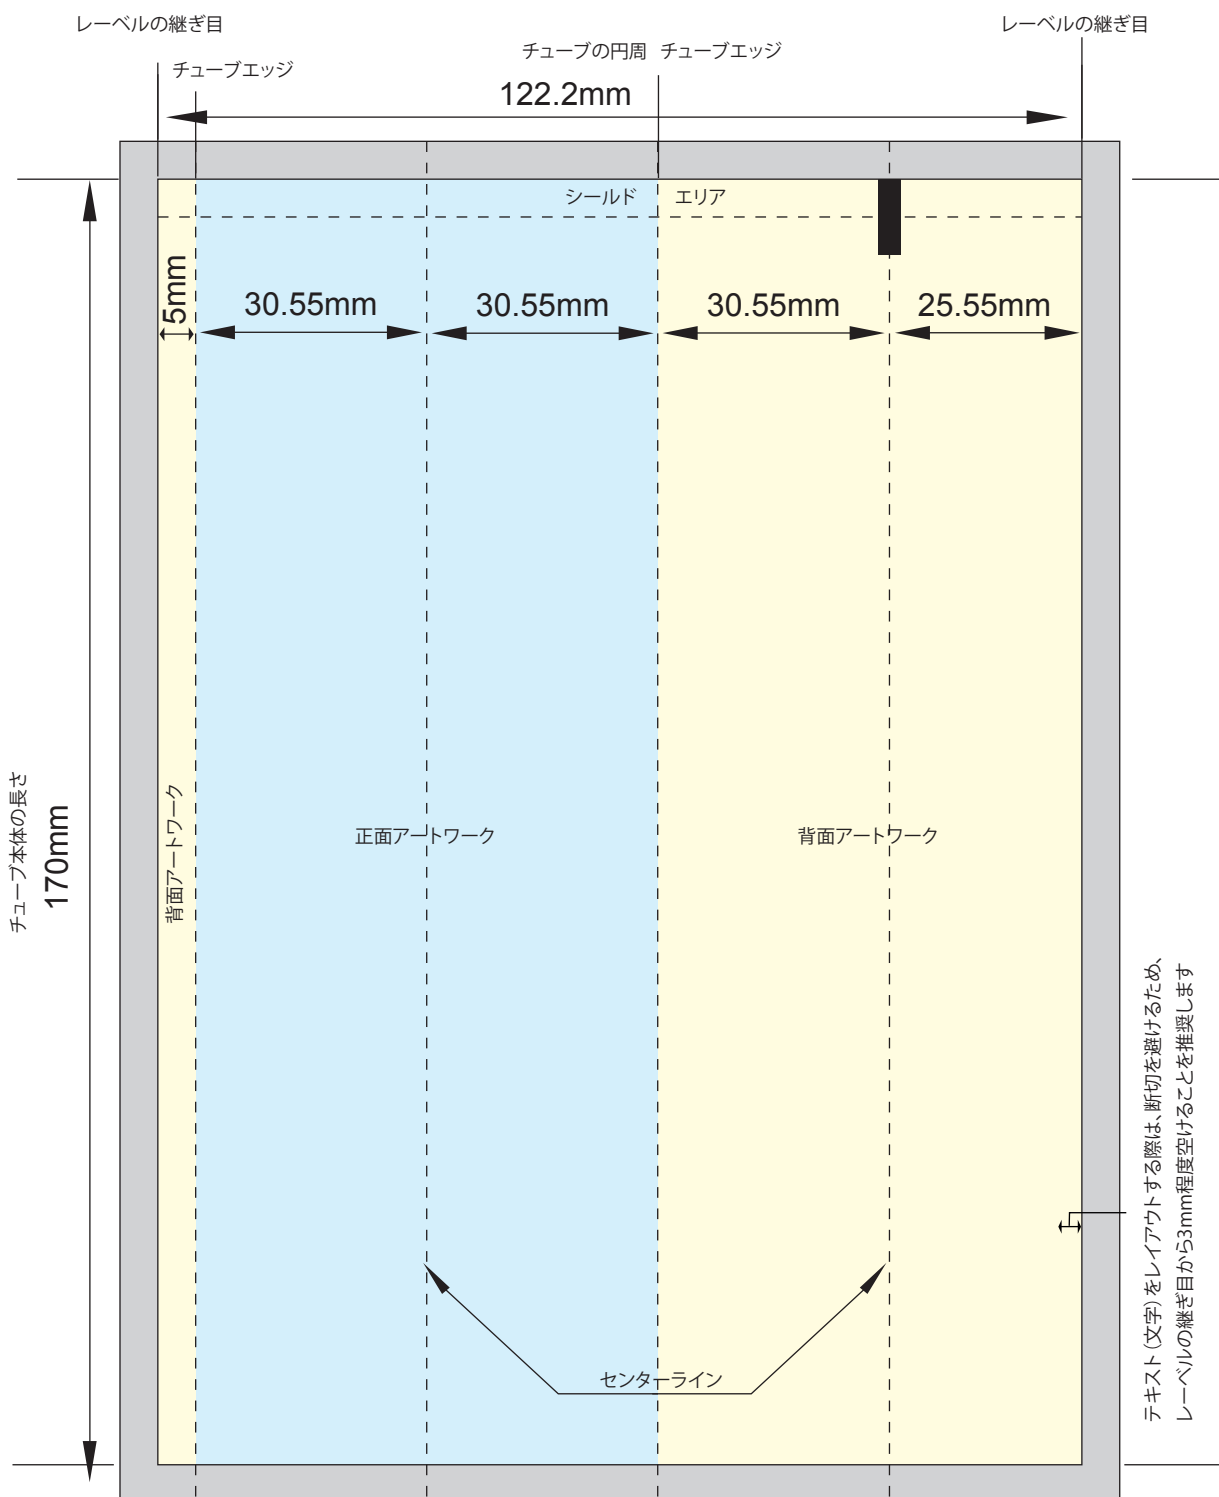 レーベルの継ぎ目
レーベルの継ぎ目
チューブの円周 チューブエッジ
チューブエッジ
122.2mm
シールド エリア
5mm
30.55mm
30.55mm
30.55mm
25.55mm
チューブ本体の長さ
170mm
背面アートワーク
正面アートワーク
背面アートワーク
テキスト(文字)をレイアウトする際は、断切を避けるため、
レーベルの継ぎ目から3mm程度空けることを推奨します
センターライン